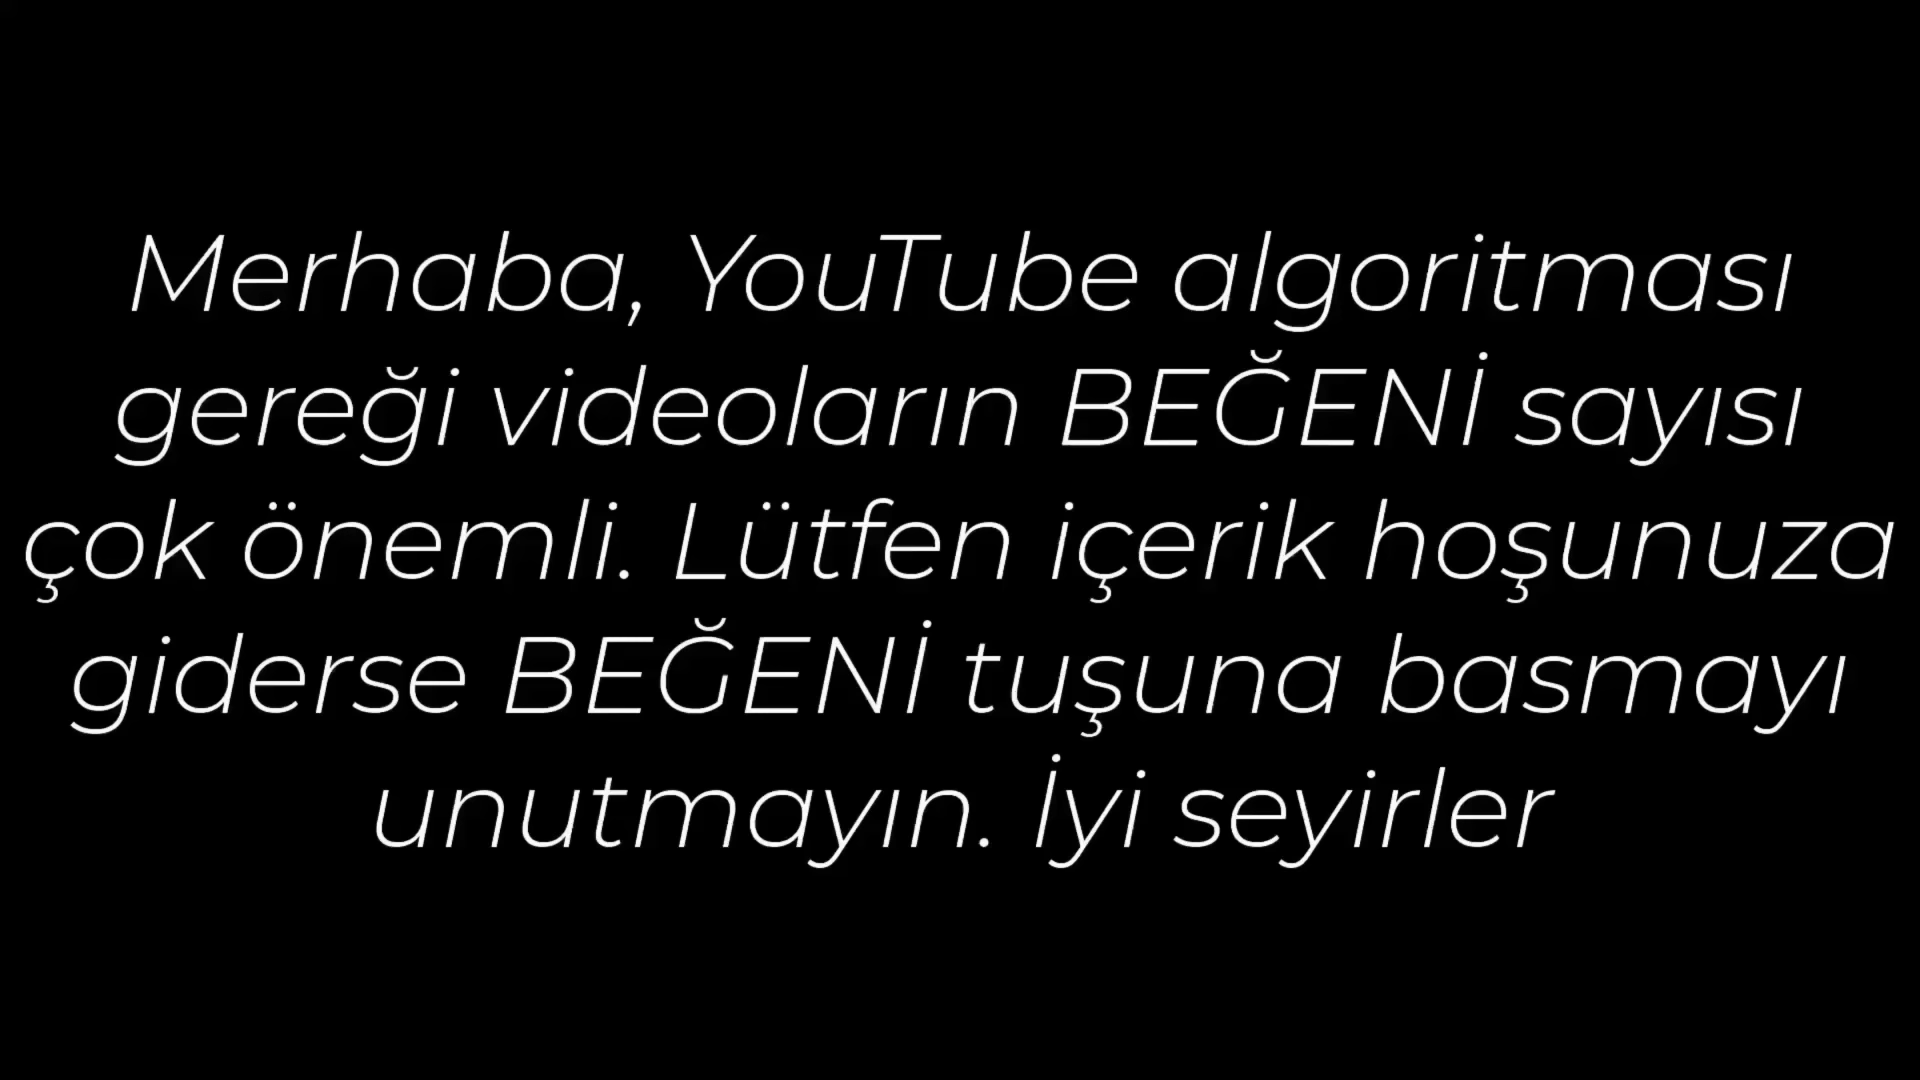 Merhaba, YouTube algoritması
gereği videoların BEĞENİ sayısı
çok önemli. Lütfen içerik hoşunuza
giderse BEĞENİ tuşuna basmayı
unutmayın. İyi seyirler